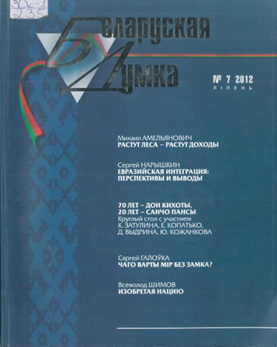 Беларуская
Думка
№ 7 2012
ЛІПЕНЬ
Михаил АМЕЛЬЯНОВИЧ
РАСТУТ ЛЕСА – РАСТУТ ДОХОДЫ
Сергей НАРЫШКИН
ЕВРАЗИЙСКАЯ ИНТЕГРАЦИЯ:
ПЕРСПЕКТИВЫ И ВЫВОДЫ
70 ЛЕТ – ДОН КИХОТЫ,
20 ЛЕТ – САНЧО ПАНСЫ
Круглый стол с участием
К. ЗАТУЛИНА, Е. КОПАТЬКО,
Д. ВЫДРИНА, Ю. КОЖАНКОВА
Сяргей ГАЛОЎКА
ЧАГО ВАРТЫ МІР БЕЗ ЗАМКА?
Всеволод ШИМОВ
ИЗОБРЕТАЯ НАЦИЮ